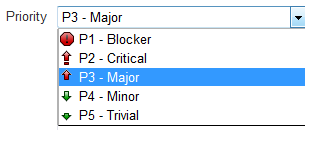 Priority P3 - Major
P1 - Blocker
P2 - Critical
P3 - Major
P4 - Minor
P5 - Trivial